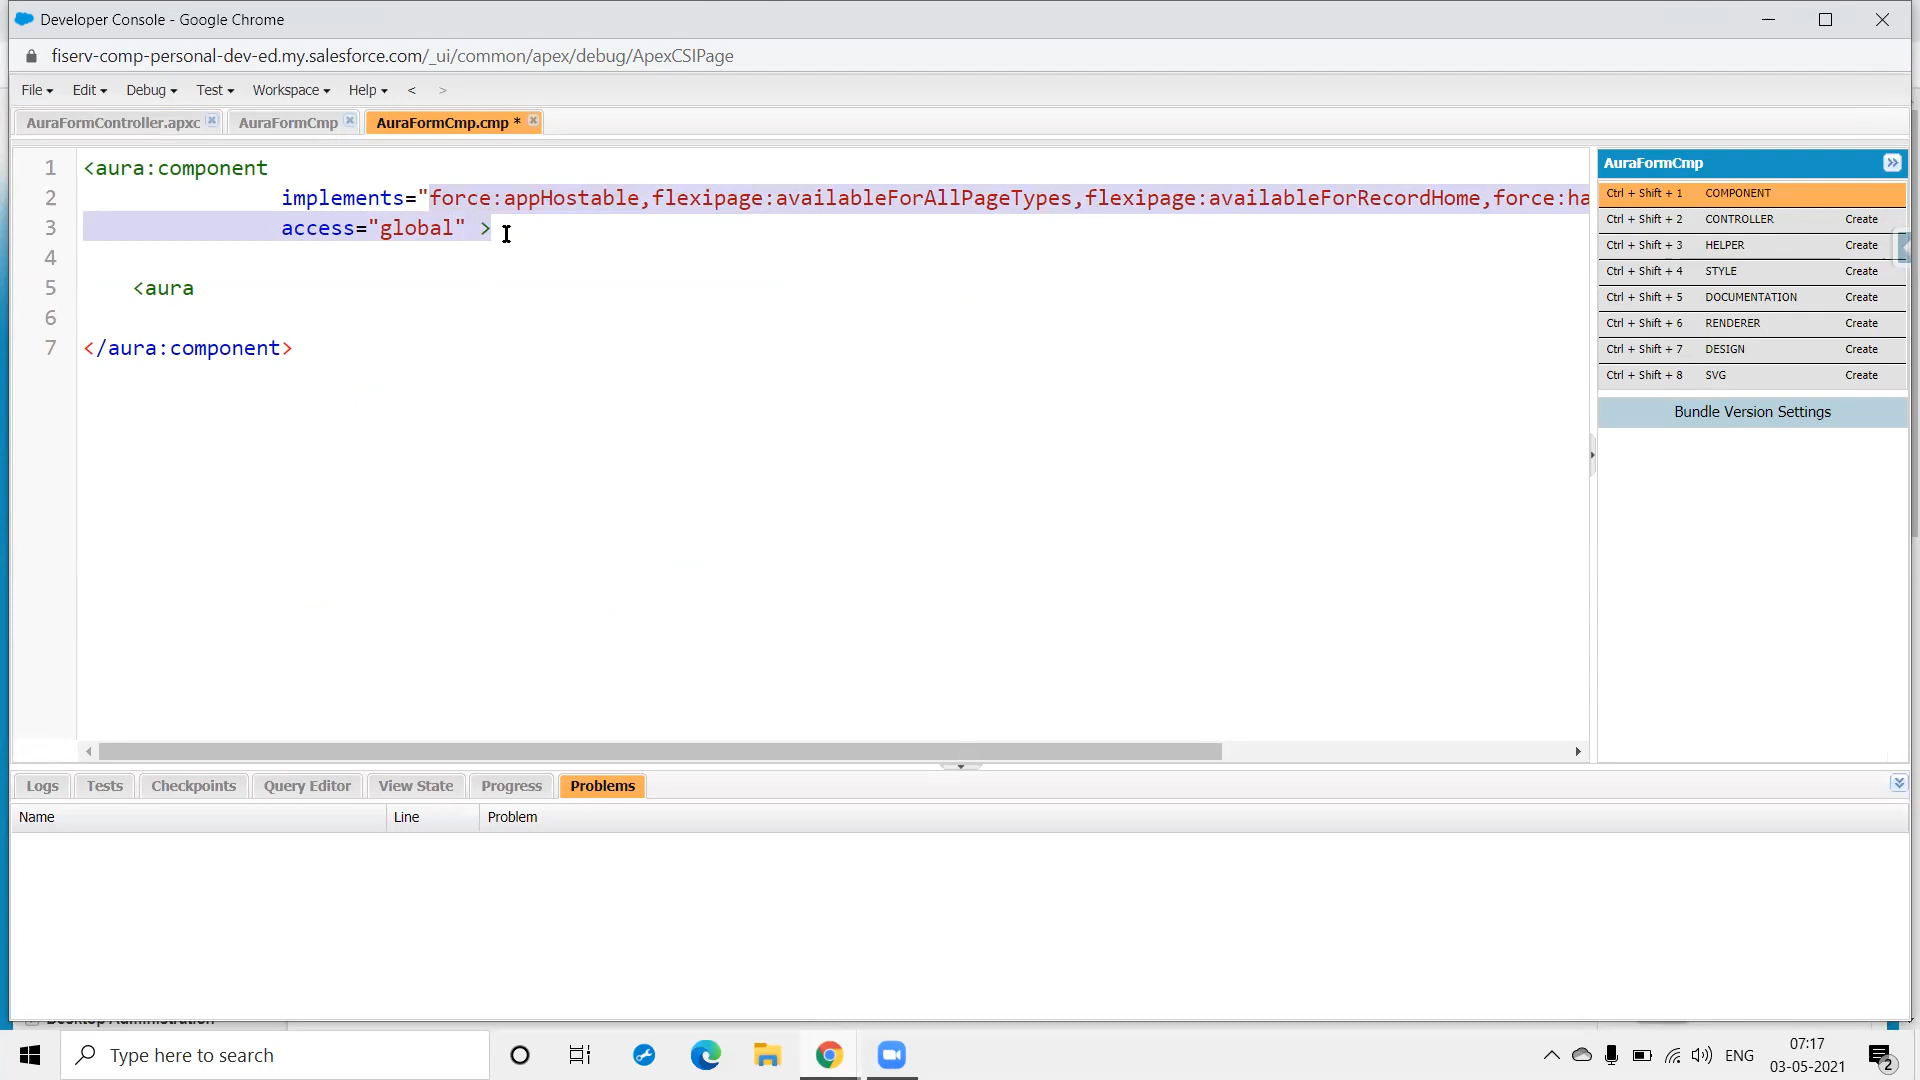 Developer Console - Google Chrome
fiserv-comp-personal-dev-ed.my.salesforce.com/_ui/common/apex/debug/ApexCSIPage
File Edit Debug Test Workspace Help < >
AuraFormController.apxc AuraFormCmp AuraFormCmp.cmp *
1 <aura:component
2 implements="force:appHostable,flexipage:availableForAllPageTypes,flexipage:availableForRecordHome,force:ha
3 access="global" >
4
5 <aura
6
7 </aura:component>
AuraFormCmp
Ctrl + Shift + 1 COMPONENT
Ctrl + Shift + 2 CONTROLLER Create
Ctrl + Shift + 3 HELPER Create
Ctrl + Shift + 4 STYLE Create
Ctrl + Shift + 5 DOCUMENTATION Create
Ctrl + Shift + 6 RENDERER Create
Ctrl + Shift + 7 DESIGN Create
Ctrl + Shift + 8 SVG Create
Bundle Version Settings
Logs Tests Checkpoints Query Editor View State Progress Problems
Name Line Problem
Desktop Administration
Type here to search
ENG
07:17
03-05-2021
2